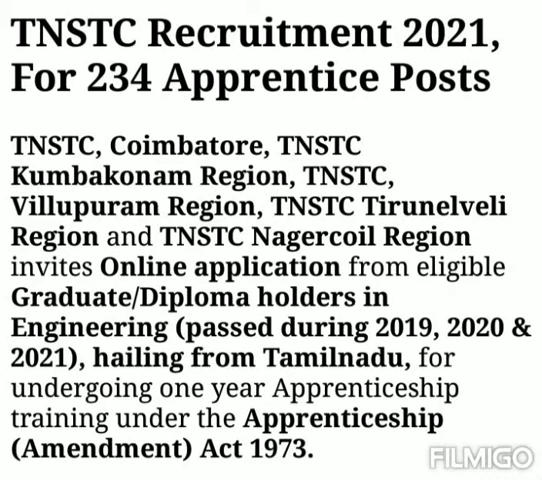 TNSTC Recruitment 2021,
For 234 Apprentice Posts
TNSTC, Coimbatore, TNSTC
Kumbakonam Region, TNSTC,
Villupuram Region, TNSTC Tirunelveli
Region and TNSTC Nagercoil Region
invites Online application from eligible
Graduate/Diploma holders in
Engineering (passed during 2019, 2020 &
2021), hailing from Tamilnadu, for
undergoing one year Apprenticeship
training under the Apprenticeship
(Amendment) Act 1973.
FILMIGO